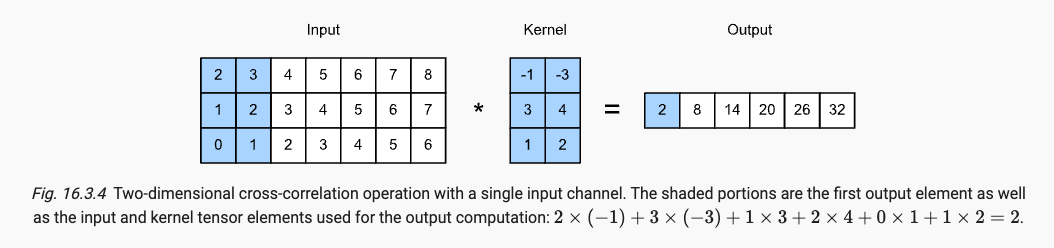 Input Kernel Output
2 3 4 5 6 7 8 -1 -3
1 2 3 4 5 6 7 * 3 4 = 2 8 14 20 26 32
0 1 2 3 4 5 6 1 2
Fig. 16.3.4 Two-dimensional cross-correlation operation with a single input channel. The shaded portions are the first output element as well
as the input and kernel tensor elements used for the output computation: 2 × (−1) + 3 × (−3) + 1 × 3 + 2 × 4 + 0 × 1 + 1 × 2 = 2.